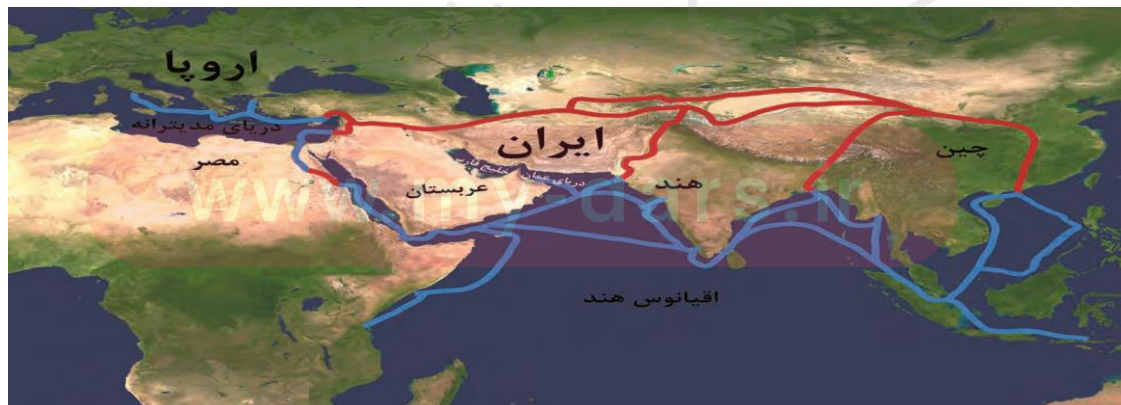 اروپا
دریای مدیترانه
مصر
ایران
چین
خلیج فارس
دریای عمان
هند
عربستان
www.my-dars.ir
اقیانوس هند